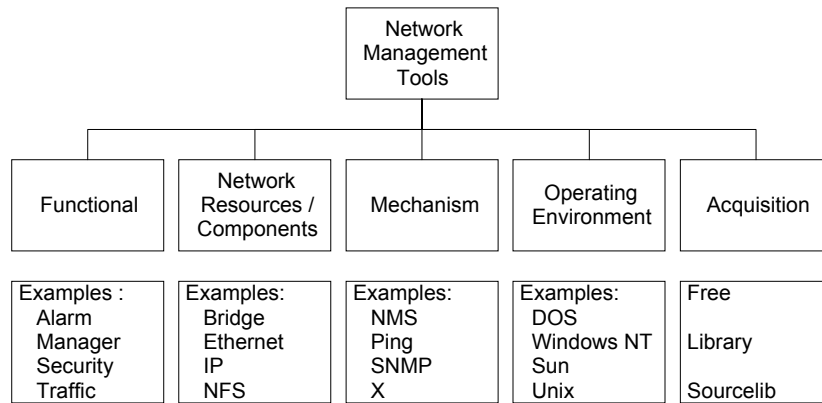 Network
Management
Tools
Functional
Network
Resources /
Components
Mechanism
Operating
Environment
Acquisition
Examples :
Alarm
Manager
Security
Traffic
Examples:
Bridge
Ethernet
IP
NFS
Examples:
NMS
Ping
SNMP
X
Examples:
DOS
Windows NT
Sun
Unix
Free
Library
Sourcelib